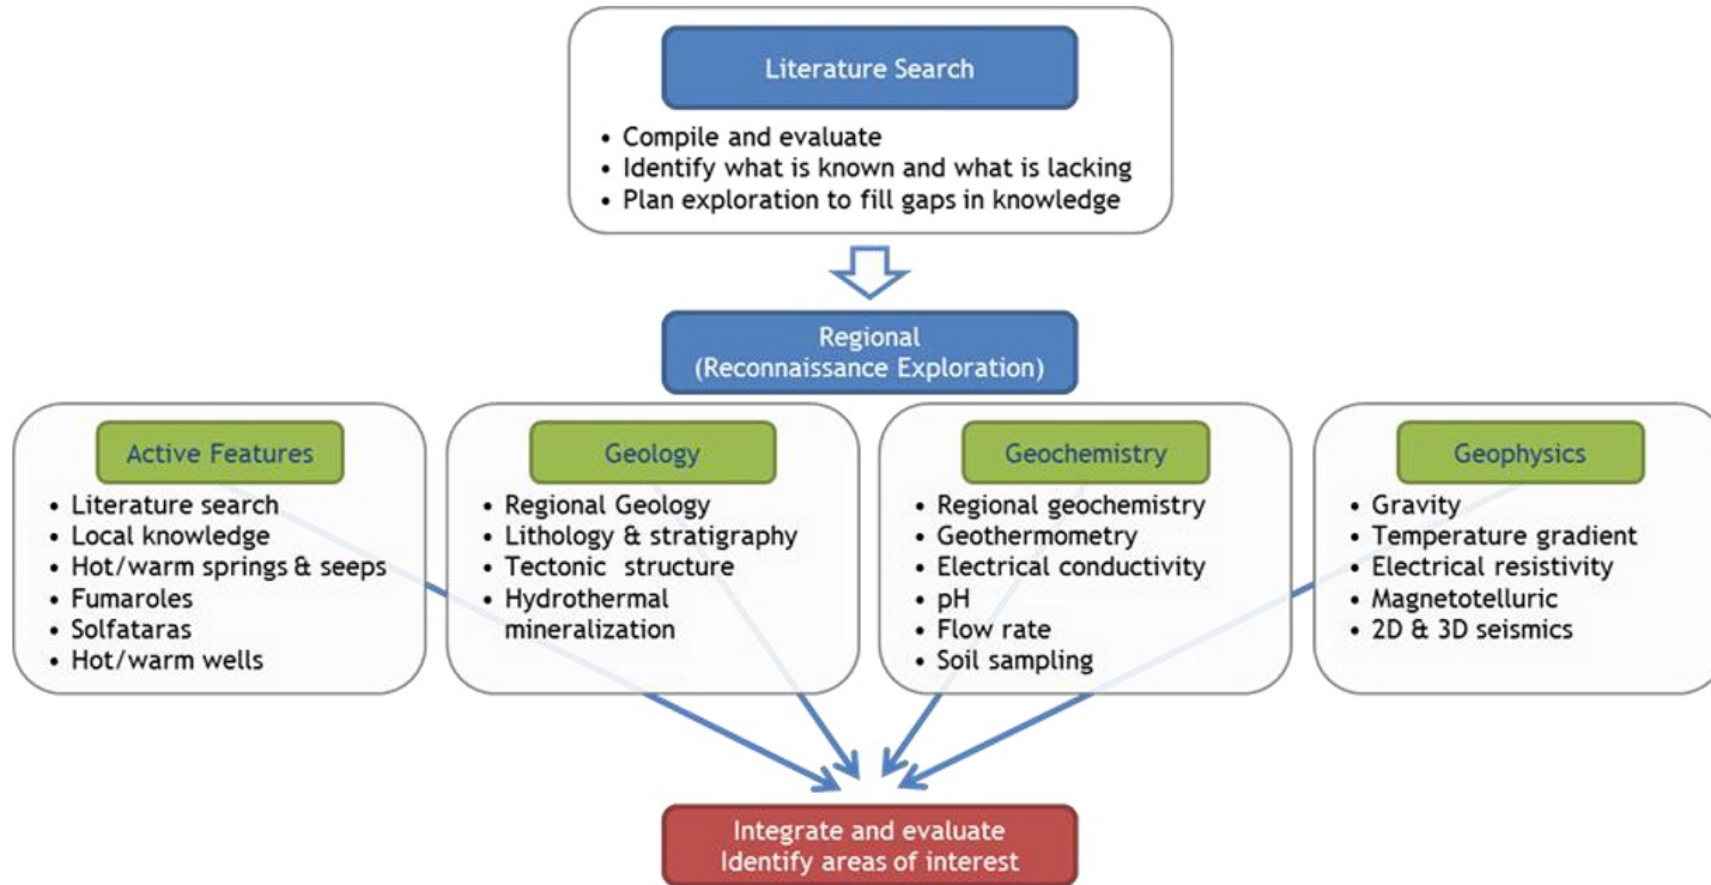 Literature Search
• Compile and evaluate
• Identify what is known and what is lacking
• Plan exploration to fill gaps in knowledge
Regional
(Reconnaissance Exploration)
Active Features
• Literature search
• Local knowledge
• Hot/warm springs & seeps
• Fumaroles
• Solfataras
• Hot/warm wells
Geology
• Regional Geology
• Lithology & stratigraphy
• Tectonic structure
• Hydrothermal
mineralization
Geochemistry
• Regional geochemistry
• Geothermometry
• Electrical conductivity
• pH
• Flow rate
• Soil sampling
Geophysics
• Gravity
• Temperature gradient
• Electrical resistivity
• Magnetotelluric
• 2D & 3D seismics
Integrate and evaluate
Identify areas of interest